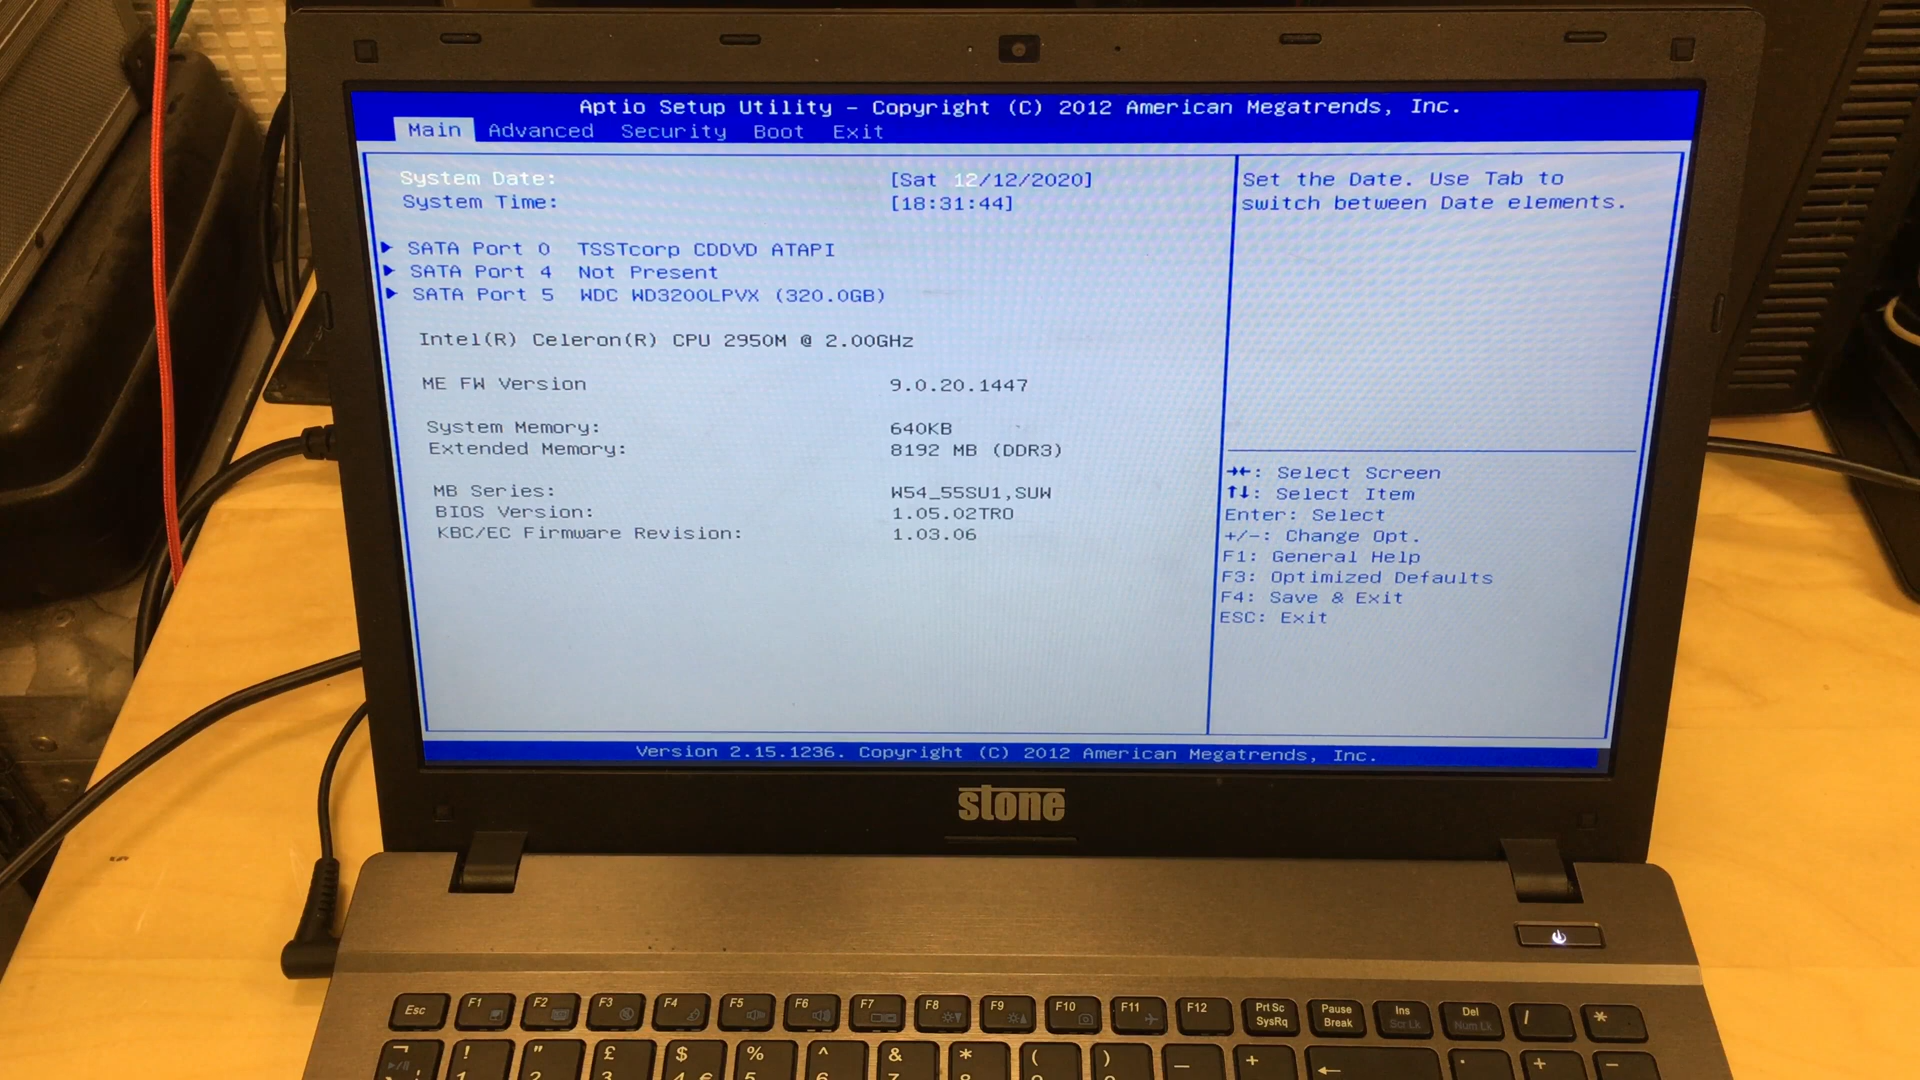 Aptio Setup Utility – Copyright (C) 2012 American Megatrends, Inc.
Main Advanced Security Boot Exit
System Date: [Sat 12/12/2020]
System Time: [18:31:44]
SATA Port 0 TSSTcorp CDDVD ATAPI
SATA Port 4 Not Present
SATA Port 5 WDC WD3200LPVX (320.0GB)
Intel(R) Celeron(R) CPU 2950M @ 2.00GHz
ME FW Version 9.0.20.1447
System Memory: 640KB
Extended Memory: 8192 MB (DDR3)
MB Series: W54_55SU1,SUW
BIOS Version: 1.05.02TRO
KBC/EC Firmware Revision: 1.03.06
Set the Date. Use Tab to
switch between Date elements.
→←: Select Screen
↑↓: Select Item
Enter: Select
+/-: Change Opt.
F1: General Help
F3: Optimized Defaults
F4: Save & Exit
ESC: Exit
Version 2.15.1236. Copyright (C) 2012 American Megatrends, Inc.
stone
Esc F1 F2 F3 F4 F5 F6 F7 F8 F9 F10 F11 F12 Prt Sc SysRq Pause Break Ins Scr Lk Del Num Lk / *
¬ ! " £ $ % ^ & * ( ) _ + ← + −